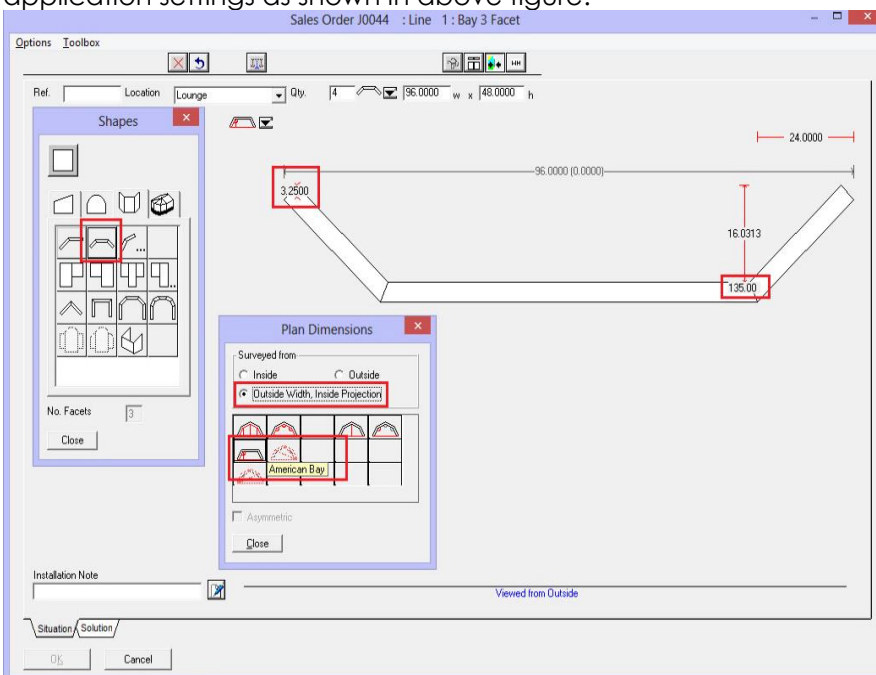 application settings as shown in above figure.
Sales Order J0044 : Line 1 : Bay 3 Facet
Options Toolbox
Ref. Location Lounge Qty. 4 96.0000 w x 48.0000 h
Shapes
24.0000
96.0000 (0.0000)
3.2500
16.0313
135.00
Plan Dimensions
Surveyed from
Inside Outside
Outside Width, Inside Projection
American Bay
No. Facets 3
Close
Asymmetric
Close
Installation Note
Viewed from Outside
Situation Solution
OK Cancel